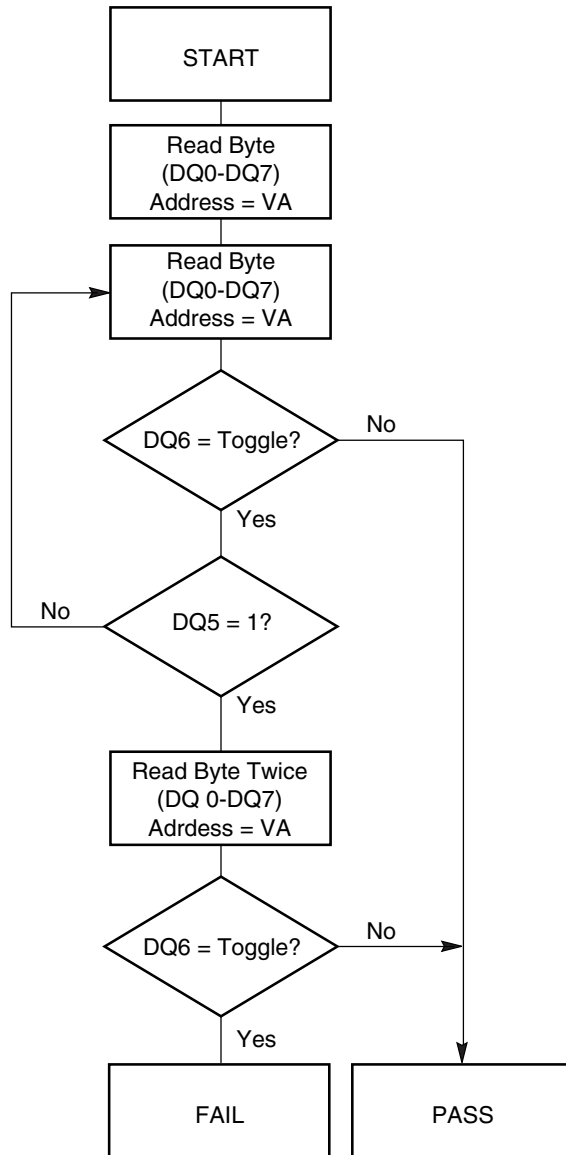 START
Read Byte
(DQ0-DQ7)
Address = VA
Read Byte
(DQ0-DQ7)
Address = VA
DQ6 = Toggle?
No
Yes
No
DQ5 = 1?
Yes
Read Byte Twice
(DQ 0-DQ7)
Adrdess = VA
DQ6 = Toggle?
No
Yes
FAIL
PASS